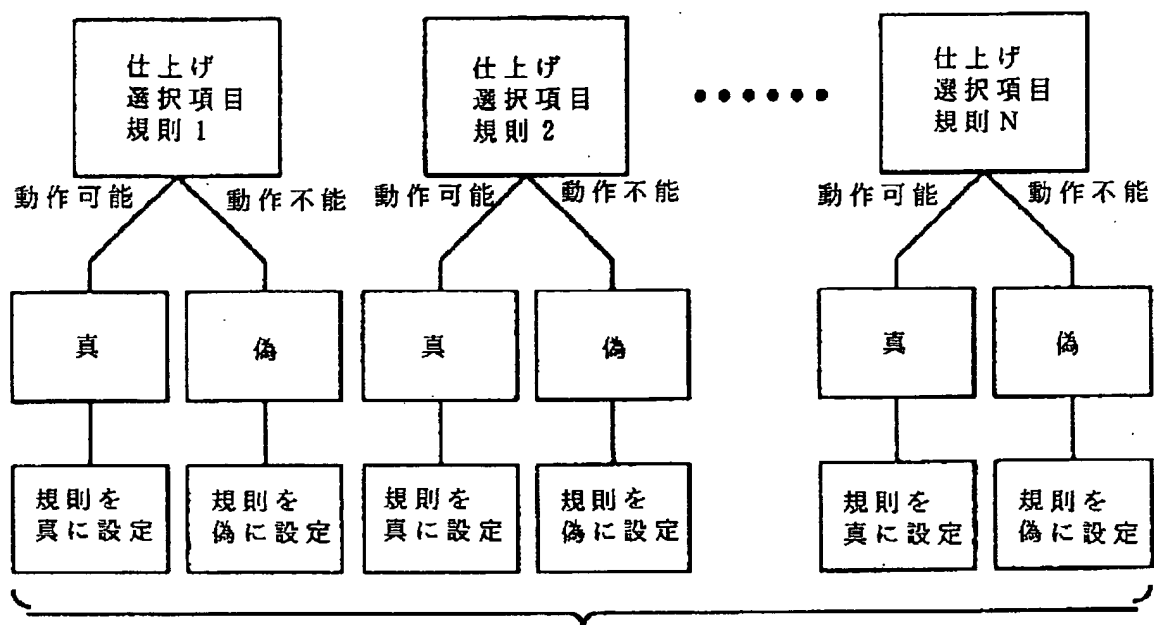 仕上げ
選択項目
規則1
仕上げ
選択項目
規則2
仕上げ
選択項目
規則N
動作可能
動作不能
動作可能
動作不能
動作可能
動作不能
真
偽
真
偽
真
偽
規則を
真に設定
規則を
偽に設定
規則を
真に設定
規則を
偽に設定
規則を
真に設定
規則を
偽に設定